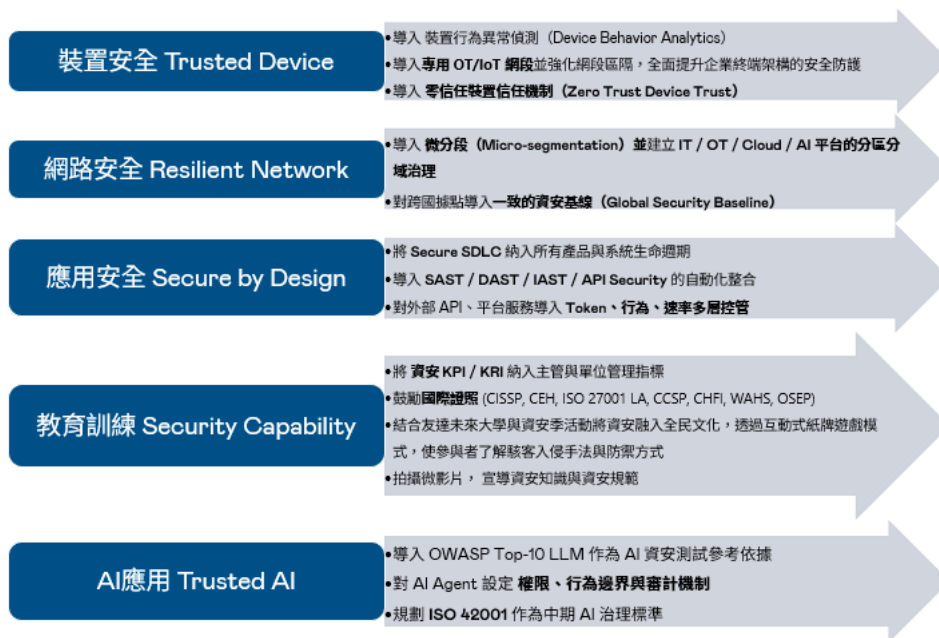 裝置安全 Trusted Device
•導入 裝置行為異常偵測（Device Behavior Analytics）
•導入專用 OT/IoT 網段並強化網段區隔，全面提升企業終端架構的安全防護
•導入 零信任裝置信任機制（Zero Trust Device Trust）
網路安全 Resilient Network
•導入 微分段（Micro-segmentation）並建立 IT / OT / Cloud / AI 平台的分區分
域治理
•對跨國據點導入一致的資安基線（Global Security Baseline）
應用安全 Secure by Design
•將 Secure SDLC 納入所有產品與系統生命週期
•導入 SAST / DAST / IAST / API Security 的自動化整合
•對外部 API、平台服務導入 Token、行為、速率多層控管
教育訓練 Security Capability
•將 資安 KPI / KRI 納入主管與單位管理指標
•鼓勵國際證照 (CISSP, CEH, ISO 27001 LA, CCSP, CHFI, WAHS, OSEP)
•結合友達未來大學與資安季活動將資安融入全民文化，透過互動式紙牌遊戲模
式，使參與者了解駭客入侵手法與防禦方式
•拍攝微影片， 宣導資安知識與資安規範
AI應用 Trusted AI
•導入 OWASP Top-10 LLM 作為 AI 資安測試參考依據
•對 AI Agent 設定 權限、行為邊界與審計機制
•規劃 ISO 42001 作為中期 AI 治理標準